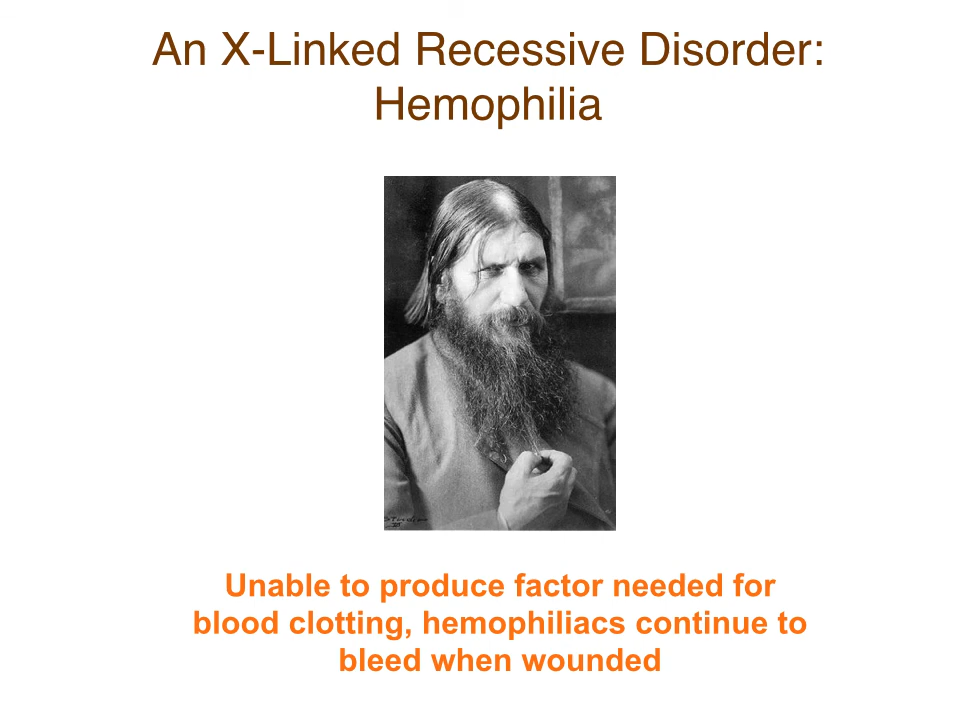 An X-Linked Recessive Disorder:
Hemophilia
Unable to produce factor needed for
blood clotting, hemophiliacs continue to
bleed when wounded